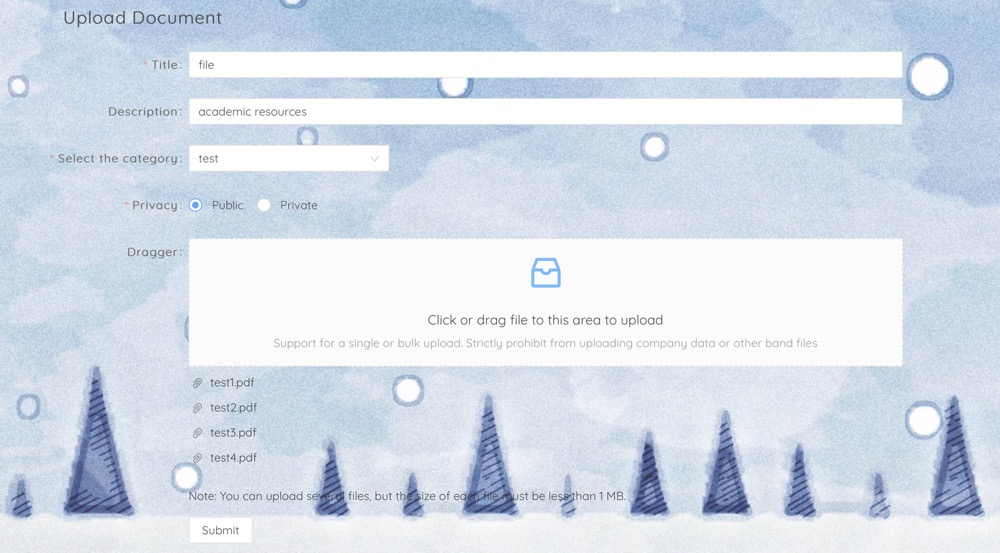 Upload Document
* Title: file
Description: academic resources
* Select the category: test
* Privacy: Public Private
Dragger:
Click or drag file to this area to upload
Support for a single or bulk upload. Strictly prohibit from uploading company data or other band files
test1.pdf
test2.pdf
test3.pdf
test4.pdf
Note: You can upload several files, but the size of each file must be less than 1 MB.
Submit